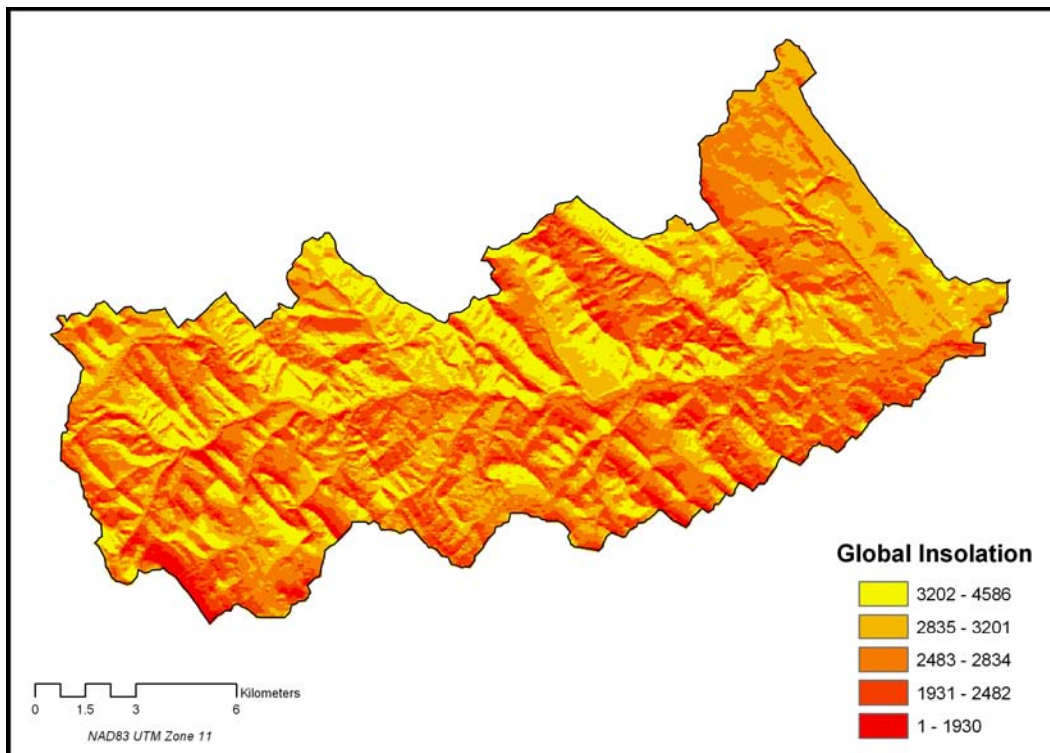 Global Insolation
3202 - 4586
2835 - 3201
2483 - 2834
1931 - 2482
1 - 1930
Kilometers
0 1.5 3 6
NAD83 UTM Zone 11